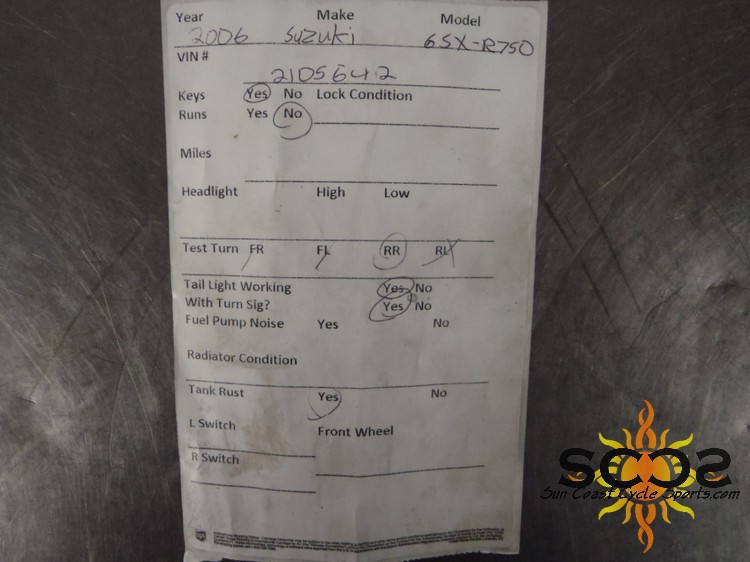 Year Make Model
2006 Suzuki GSX-R750
VIN #
2105642
Keys Yes No Lock Condition
Runs Yes No
Miles
Headlight High Low
Test Turn FR FL RR RL
Tail Light Working Yes No
With Turn Sig? Yes No
Fuel Pump Noise Yes No
Radiator Condition
Tank Rust Yes No
L Switch Front Wheel
R Switch
SCCS
Sun Coast Cycle Sports.com